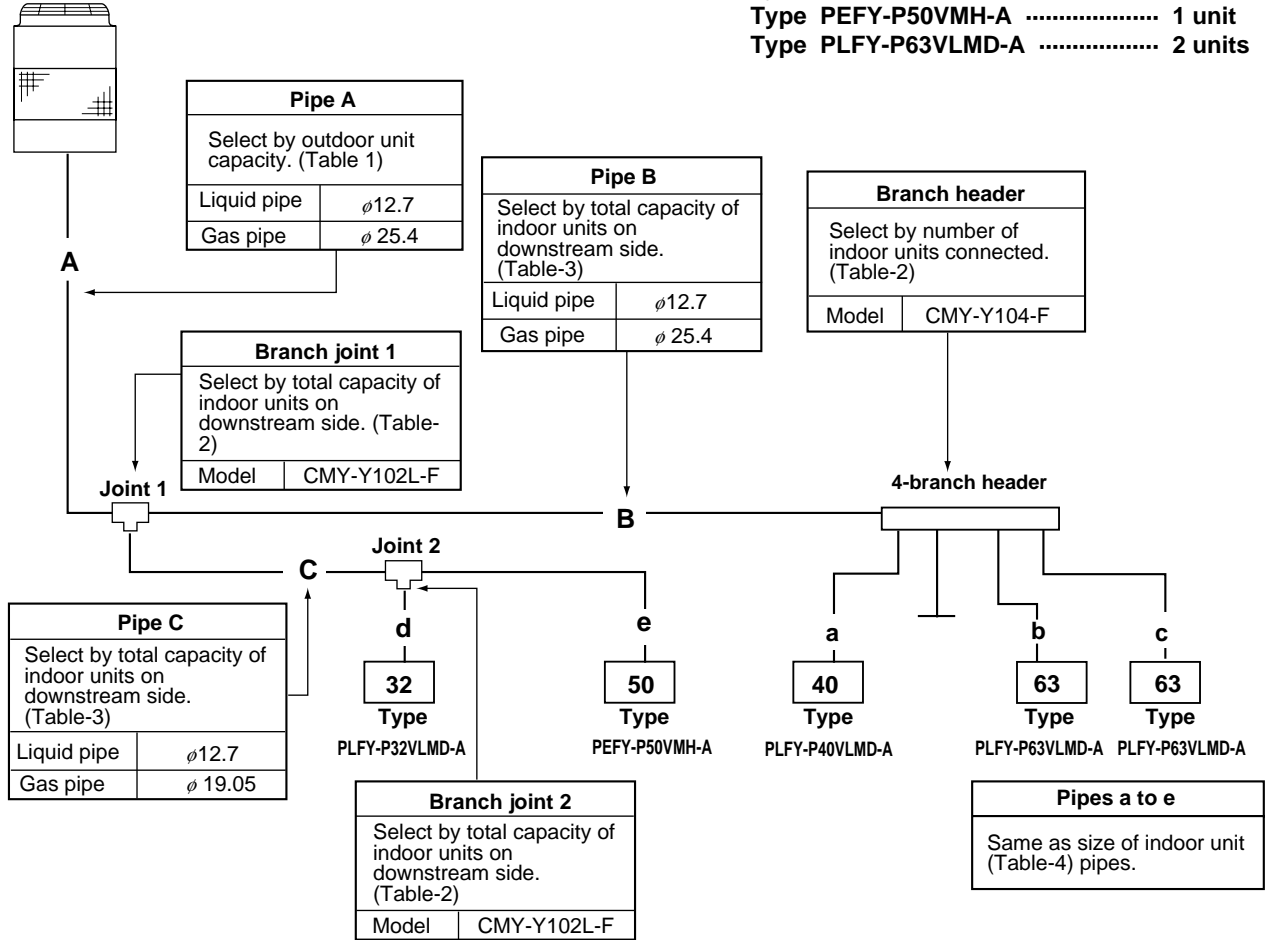 Type PEFY-P50VMH-A ···················· 1 unit
Type PLFY-P63VLMD-A ·················· 2 units
Pipe A
Select by outdoor unit
capacity. (Table 1)
Liquid pipe ø12.7
Gas pipe ø 25.4
A
Pipe B
Select by total capacity of
indoor units on
downstream side.
(Table-3)
Liquid pipe ø12.7
Gas pipe ø 25.4
Branch header
Select by number of
indoor units connected.
(Table-2)
Model CMY-Y104-F
Branch joint 1
Select by total capacity of
indoor units on
downstream side. (Table-
2)
Model CMY-Y102L-F
Joint 1
B
4-branch header
Joint 2
C
Pipe C
Select by total capacity of
indoor units on
downstream side.
(Table-3)
Liquid pipe ø12.7
Gas pipe ø 19.05
d
32
Type
PLFY-P32VLMD-A
e
50
Type
PEFY-P50VMH-A
a
40
Type
PLFY-P40VLMD-A
b
63
Type
PLFY-P63VLMD-A
c
63
Type
PLFY-P63VLMD-A
Branch joint 2
Select by total capacity of
indoor units on
downstream side.
(Table-2)
Model CMY-Y102L-F
Pipes a to e
Same as size of indoor unit
(Table-4) pipes.